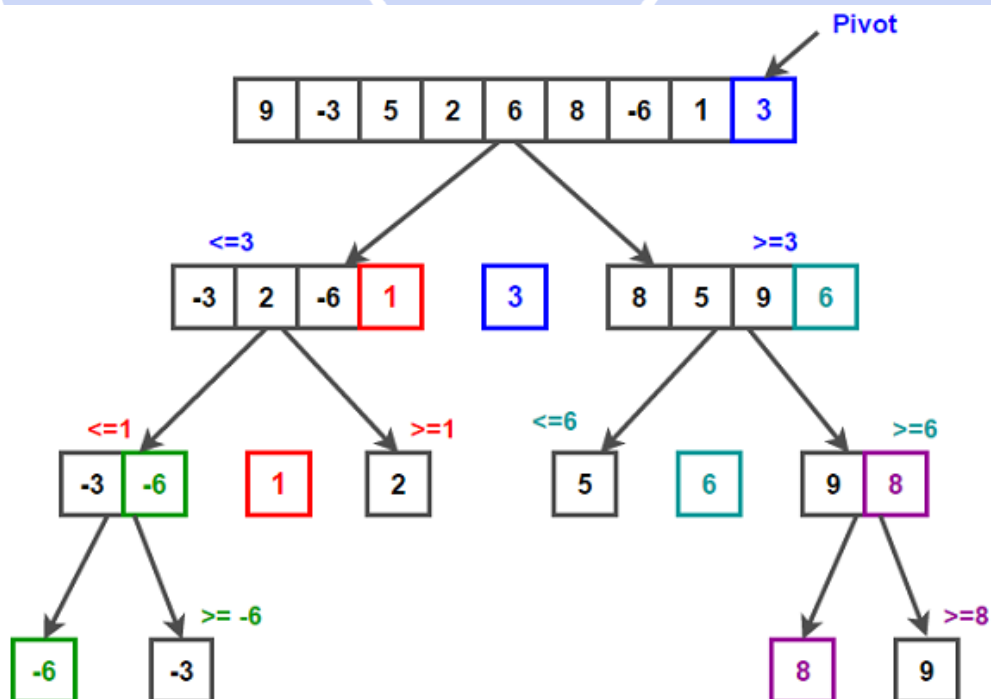 Pivot
9 -3 5 2 6 8 -6 1 3
<=3 >=3
-3 2 -6 1 3 8 5 9 6
<=1 >=1 <=6 >=6
-3 -6 1 2 5 6 9 8
>= -6 >=8
-6 -3 8 9